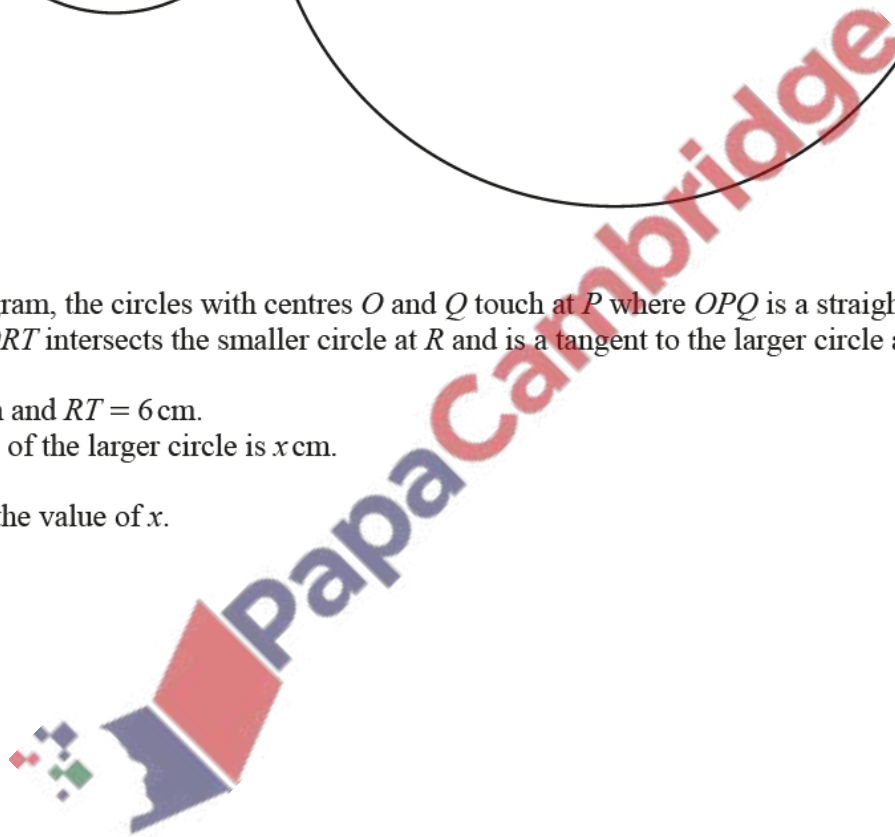 ram, the circles with centres O and Q touch at P where OPQ is a straigh
RT intersects the smaller circle at R and is a tangent to the larger circle
and RT = 6 cm.
of the larger circle is x cm.
he value of x.
PapaCambridge